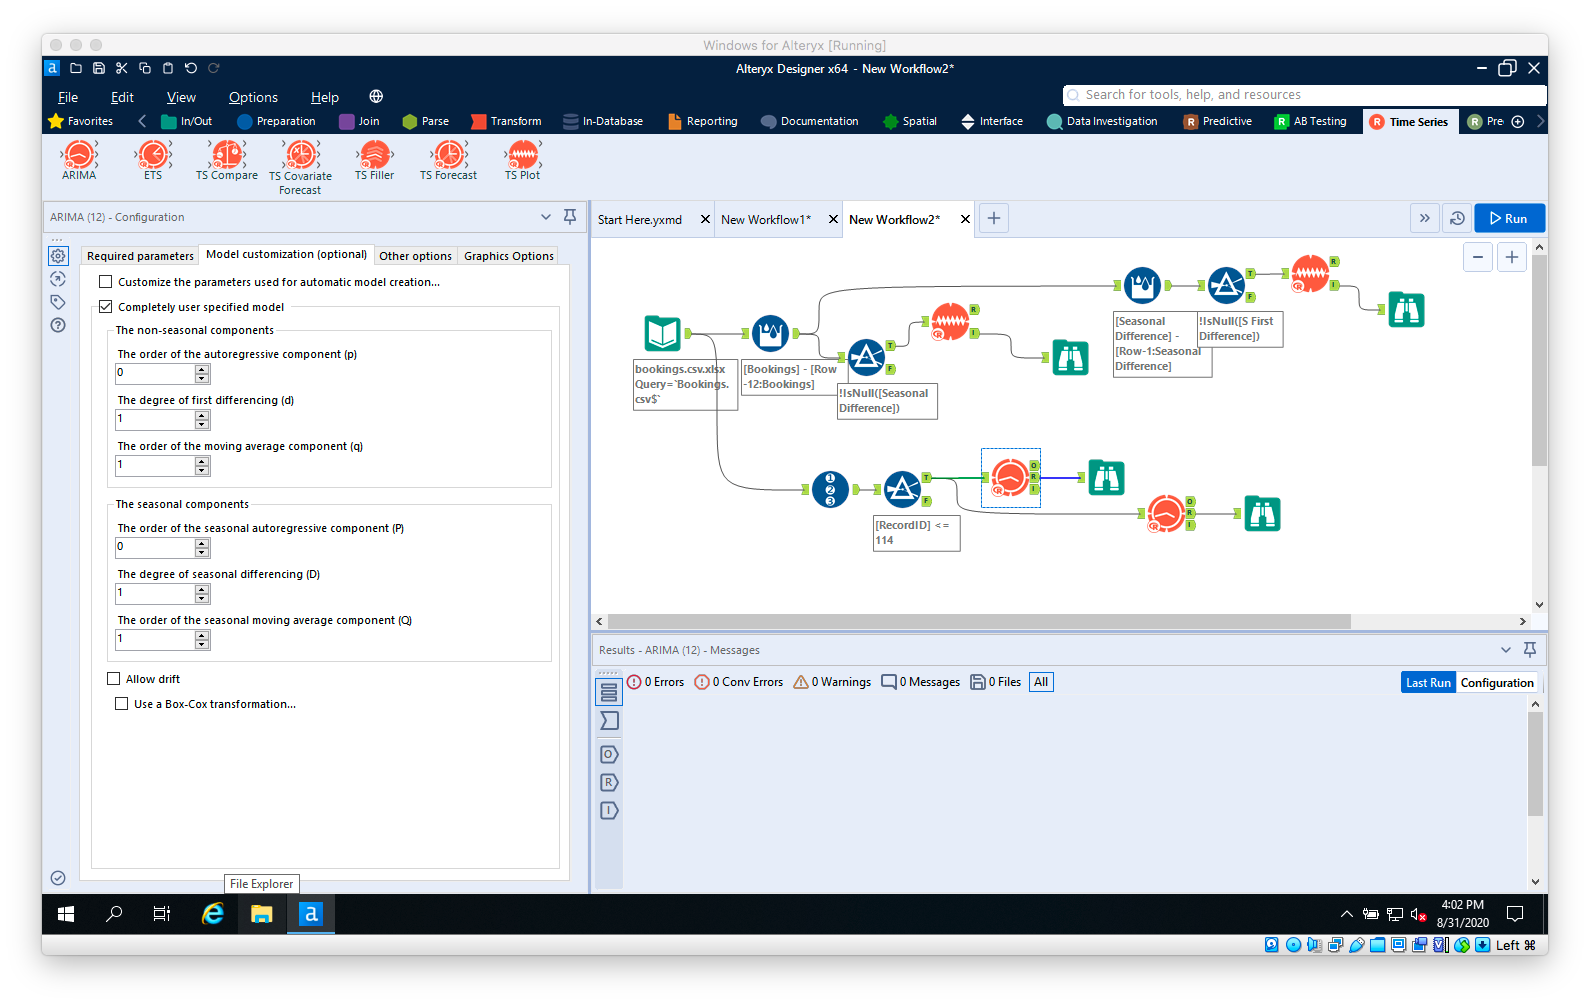 Windows for Alteryx [Running]
Alteryx Designer x64 - New Workflow2*
File Edit View Options Help
Search for tools, help, and resources
Favorites In/Out Preparation Join Parse Transform In-Database Reporting Documentation Spatial Interface Data Investigation Predictive AB Testing Time Series Pre
ARIMA ETS TS Compare TS Covariate Forecast TS Filler TS Forecast TS Plot
ARIMA (12) - Configuration
Required parameters Model customization (optional) Other options Graphics Options
Customize the parameters used for automatic model creation...
Completely user specified model
The non-seasonal components
The order of the autoregressive component (p)
0
The degree of first differencing (d)
1
The order of the moving average component (q)
1
The seasonal components
The order of the seasonal autoregressive component (P)
0
The degree of seasonal differencing (D)
1
The order of the seasonal moving average component (Q)
1
Allow drift
Use a Box-Cox transformation...
Start Here.yxmd New Workflow1* New Workflow2*
Run
bookings.csv.xlsx
Query=`Bookings.
csv$`
[Bookings] - [Row
-12:Bookings]
!IsNull([Seasonal
Difference])
T
F
R
I
[Seasonal
Difference] -
[Row-1:Seasonal
Difference]
!IsNull([S First
Difference])
T
F
R
I
1
2
3
[RecordID] <=
114
T
F
O
R
I
O
R
I
Results - ARIMA (12) - Messages
0 Errors 0 Conv Errors 0 Warnings 0 Messages 0 Files All
Last Run Configuration
O
R
I
File Explorer
4:02 PM
8/31/2020
Left ⌘